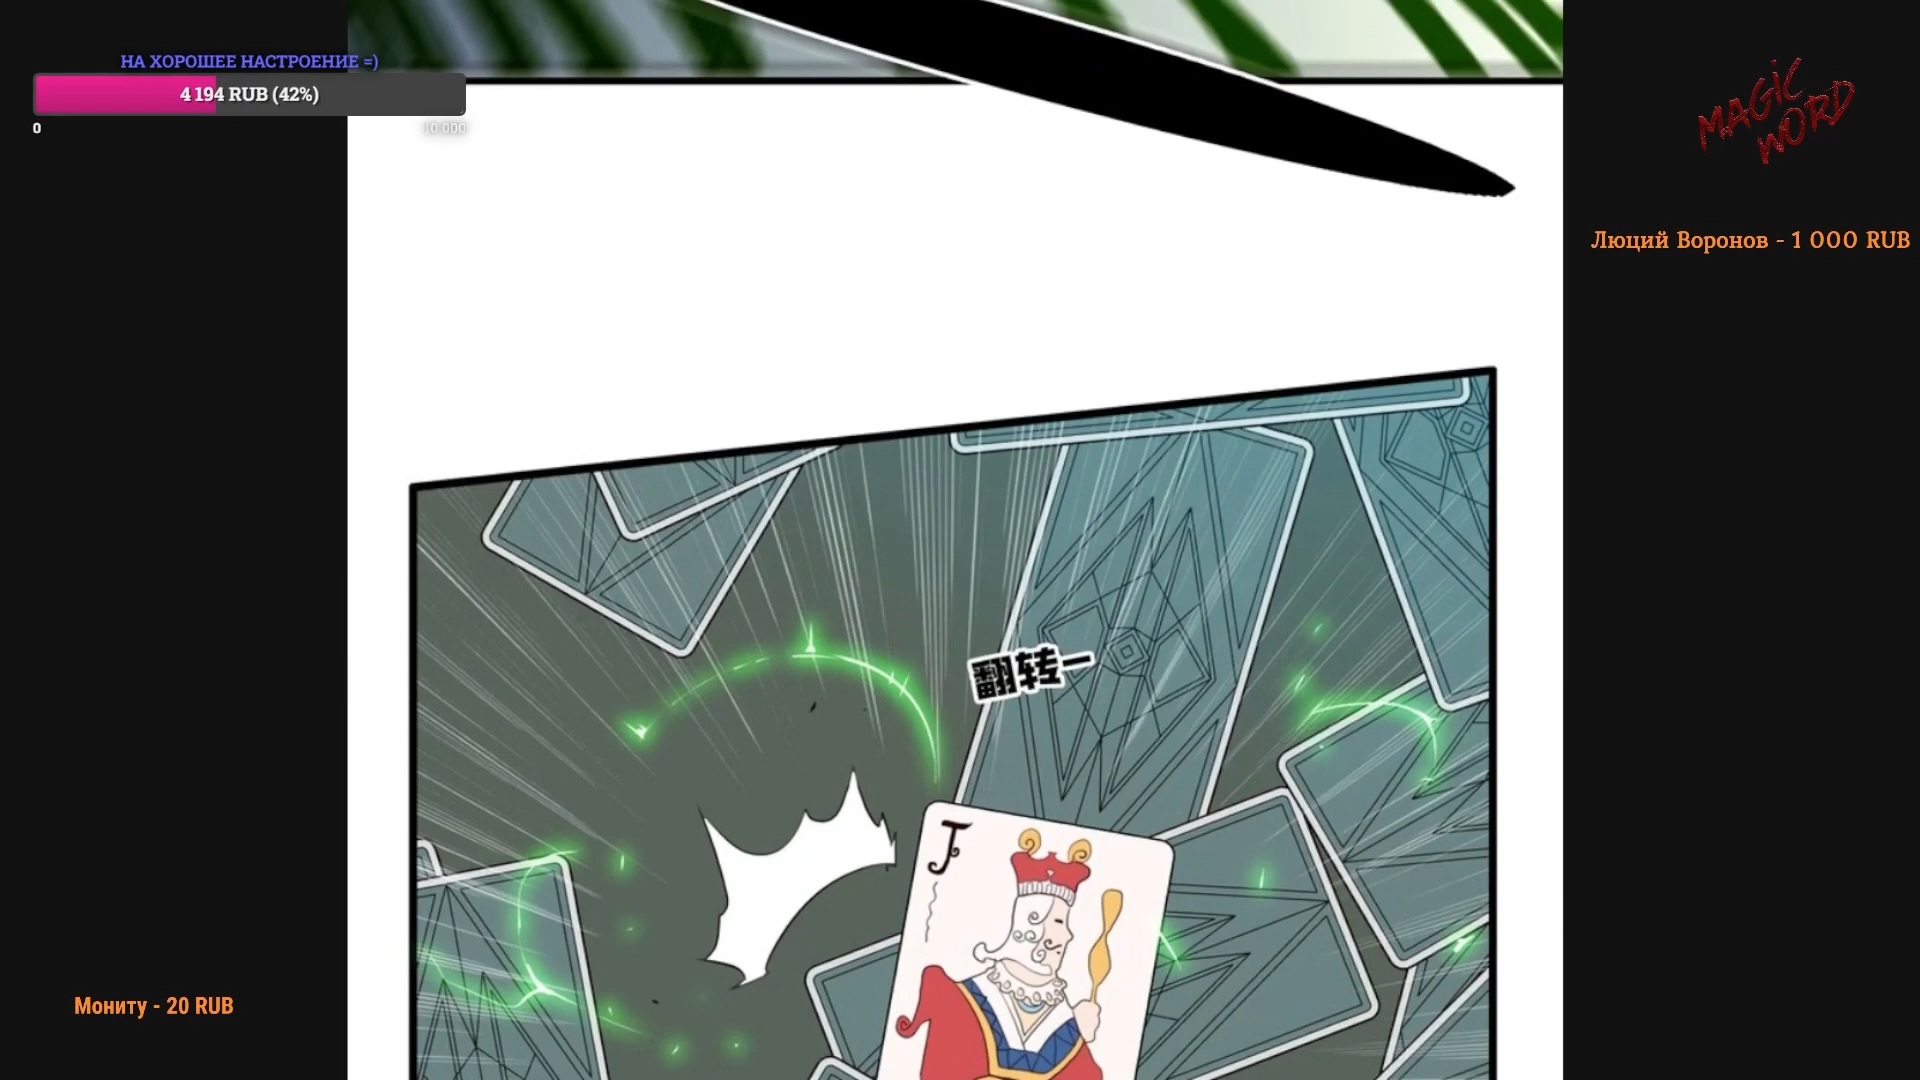 НА ХОРОШЕЕ НАСТРОЕНИЕ =)
4 194 RUB (42%)
0
10 000
MAGIC
WORD
Люций Воронов - 1 000 RUB
翻转一
J
Мониту - 20 RUB